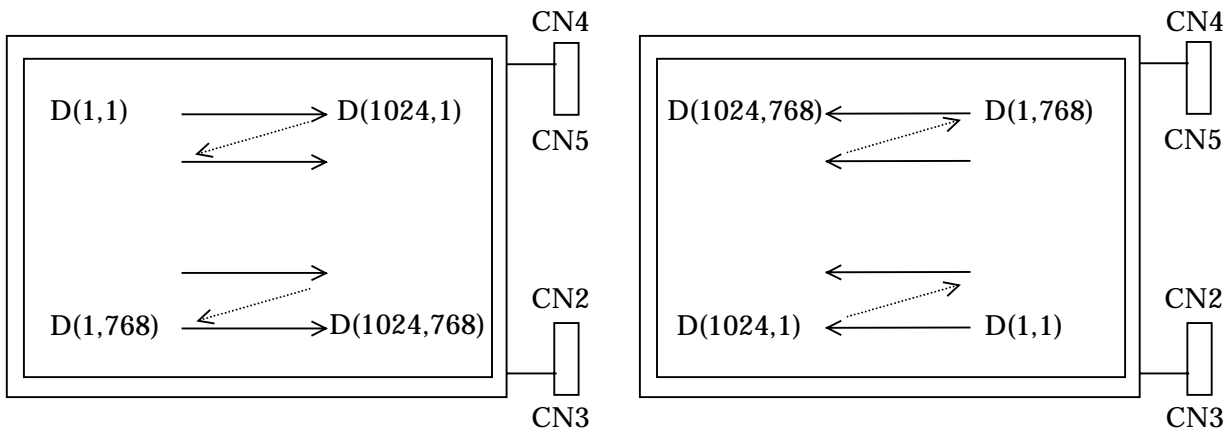 CN4
D(1,1) D(1024,1)
CN5
CN2
D(1,768) D(1024,768)
CN3
CN4
D(1024,768) D(1,768)
CN5
CN2
D(1024,1) D(1,1)
CN3